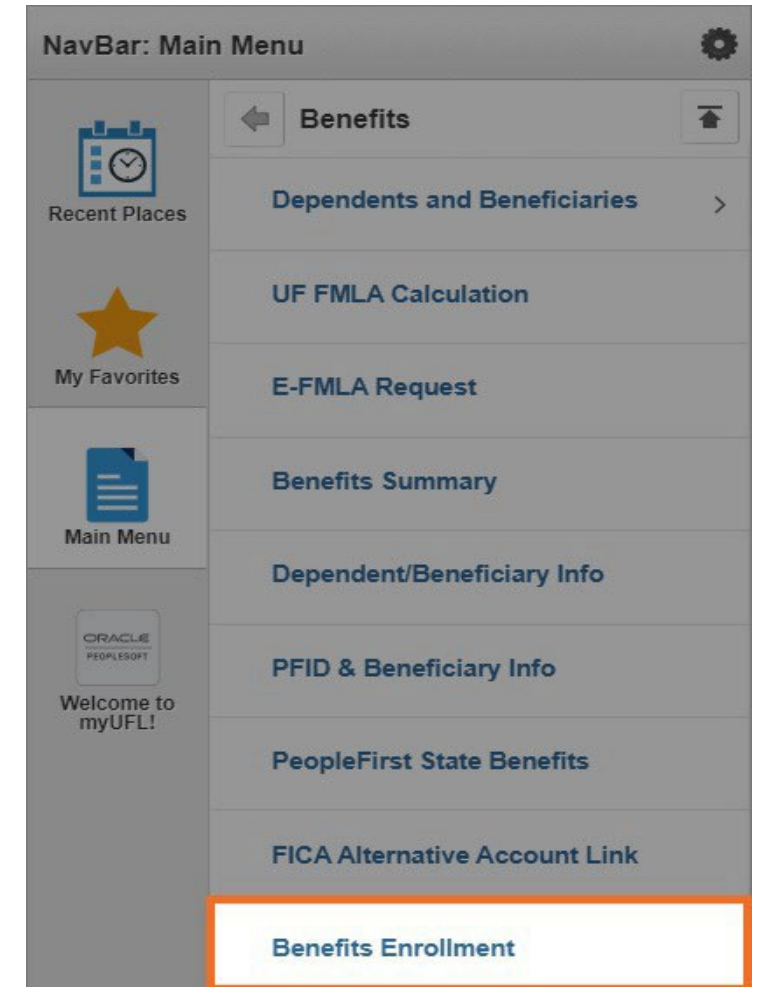 NavBar: Main Menu
Recent Places
My Favorites
Main Menu
ORACLE
PEOPLESOFT
Welcome to
myUFL!
Benefits
Dependents and Beneficiaries
UF FMLA Calculation
E-FMLA Request
Benefits Summary
Dependent/Beneficiary Info
PFID & Beneficiary Info
PeopleFirst State Benefits
FICA Alternative Account Link
Benefits Enrollment